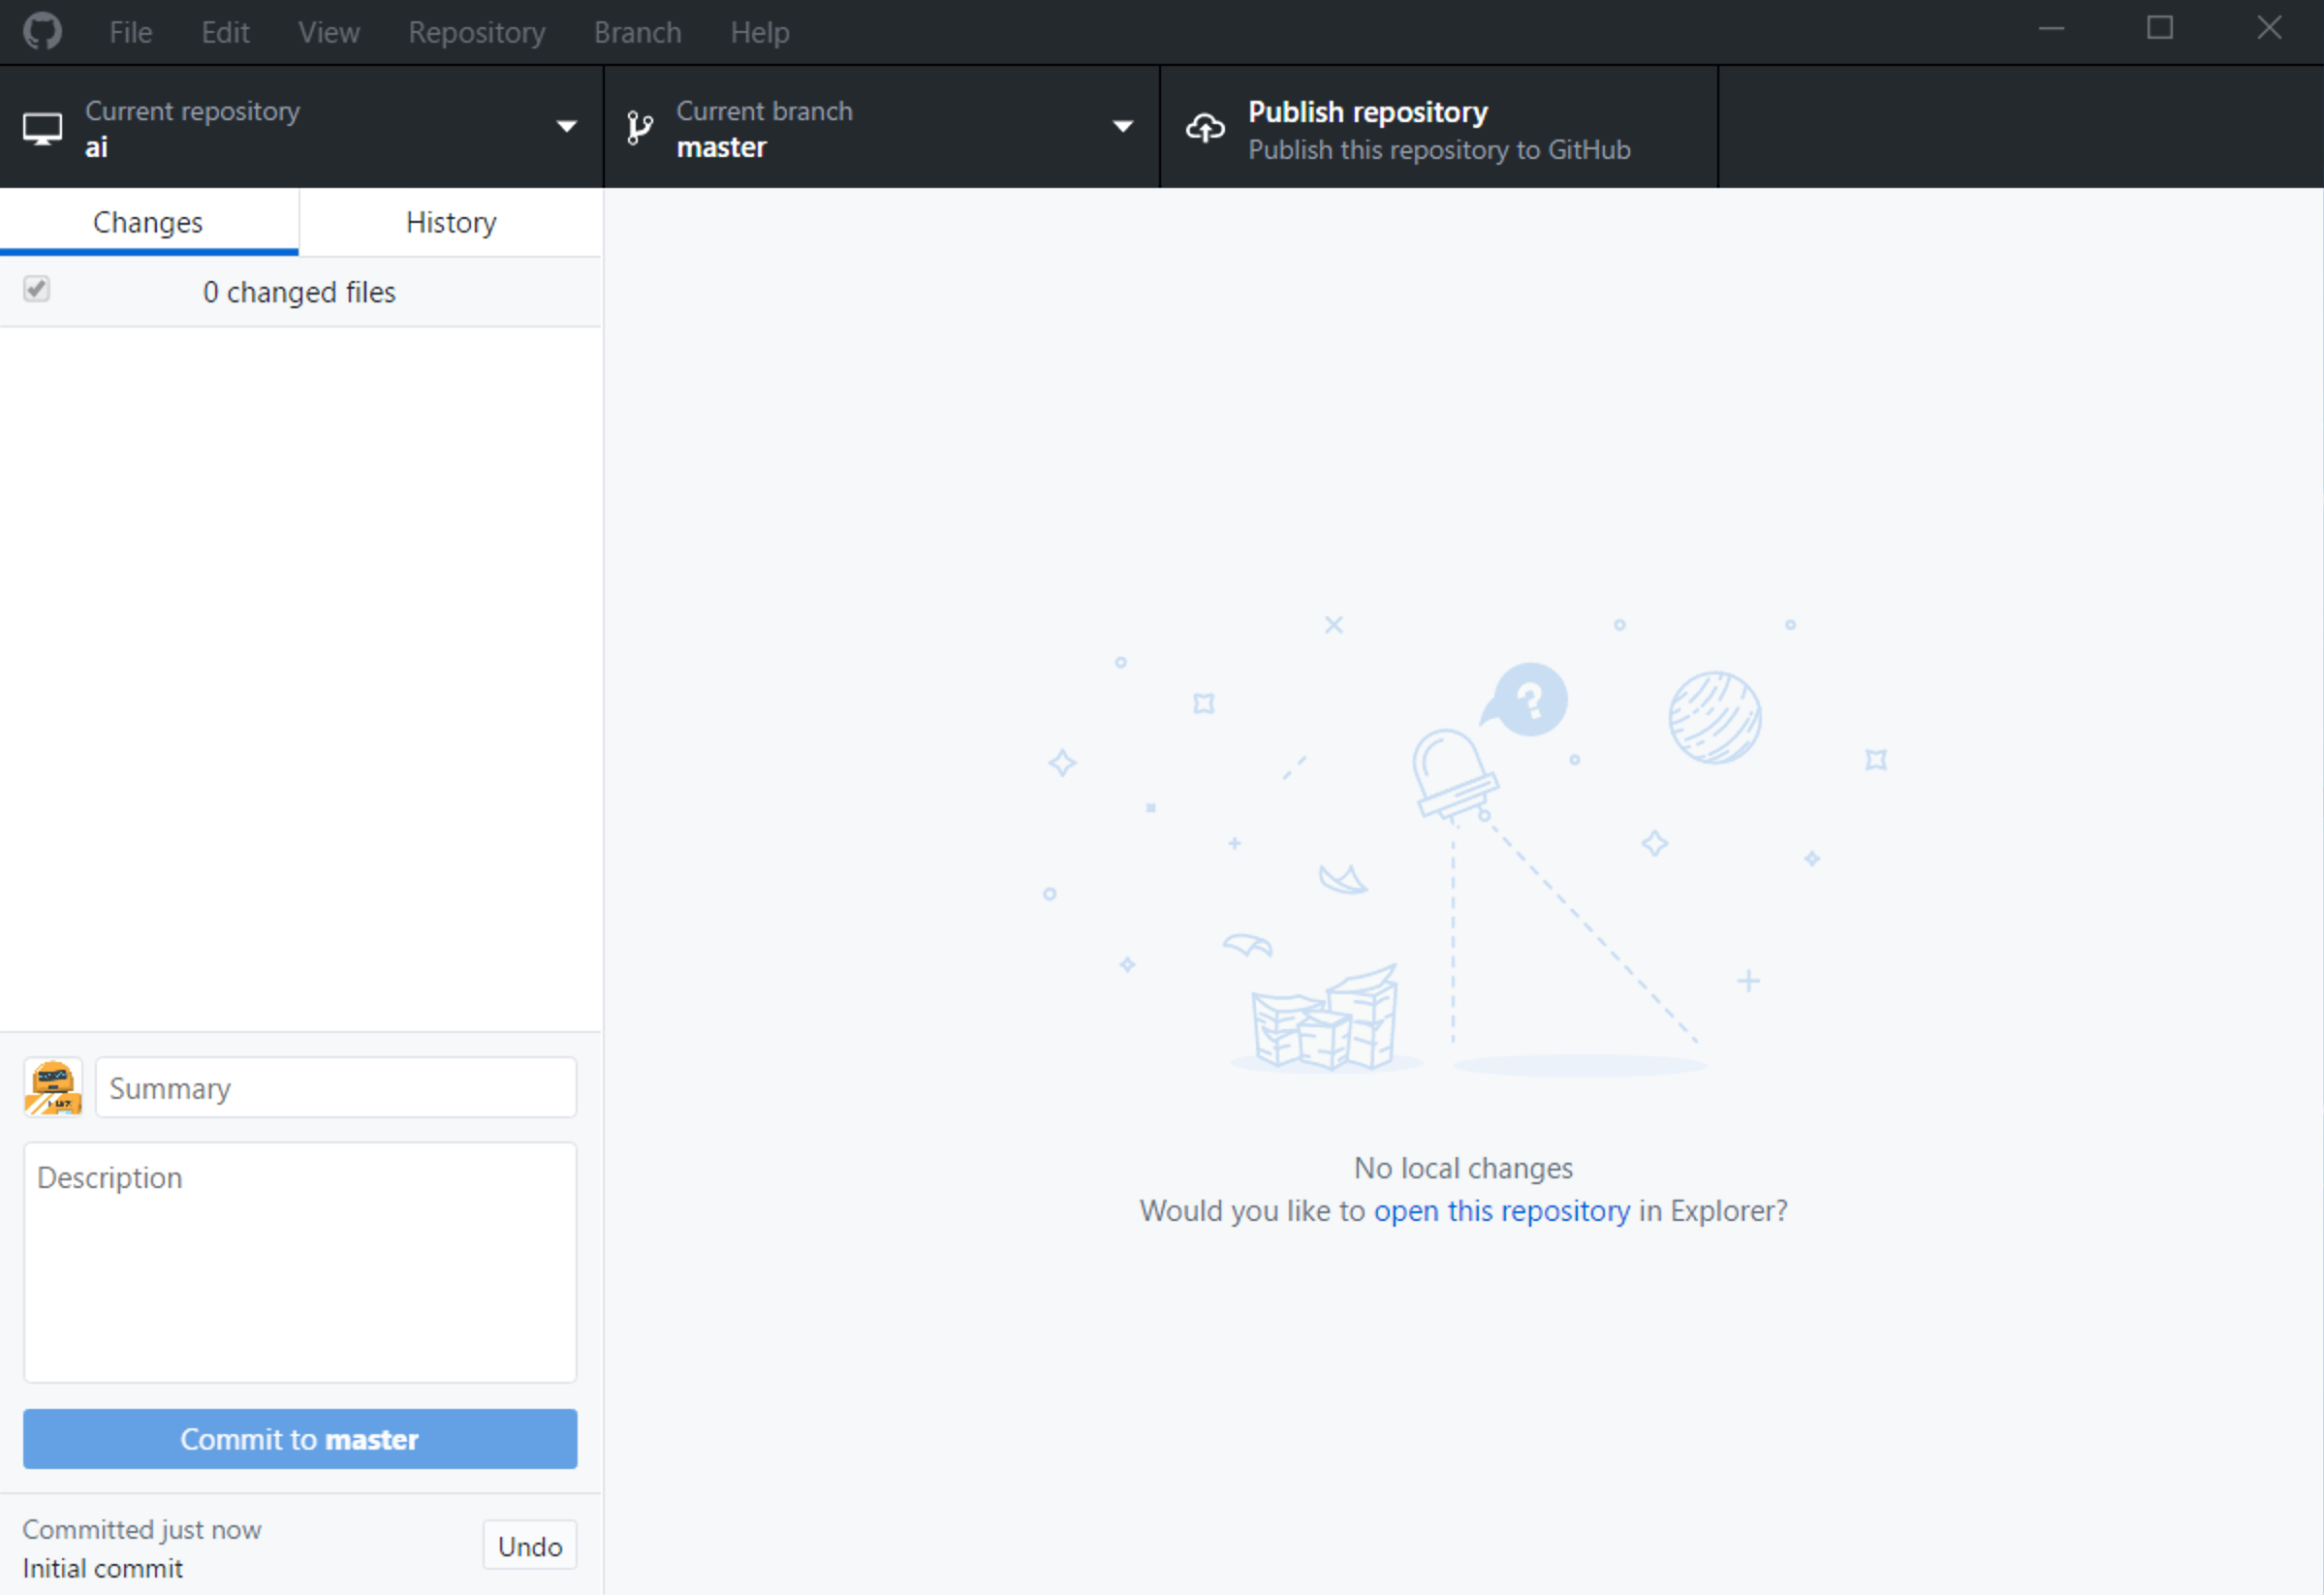 File Edit View Repository Branch Help
Current repository
ai
Current branch
master
Publish repository
Publish this repository to GitHub
Changes
History
0 changed files
?
Summary
Description
Commit to master
Committed just now
Initial commit
Undo
No local changes
Would you like to open this repository in Explorer?